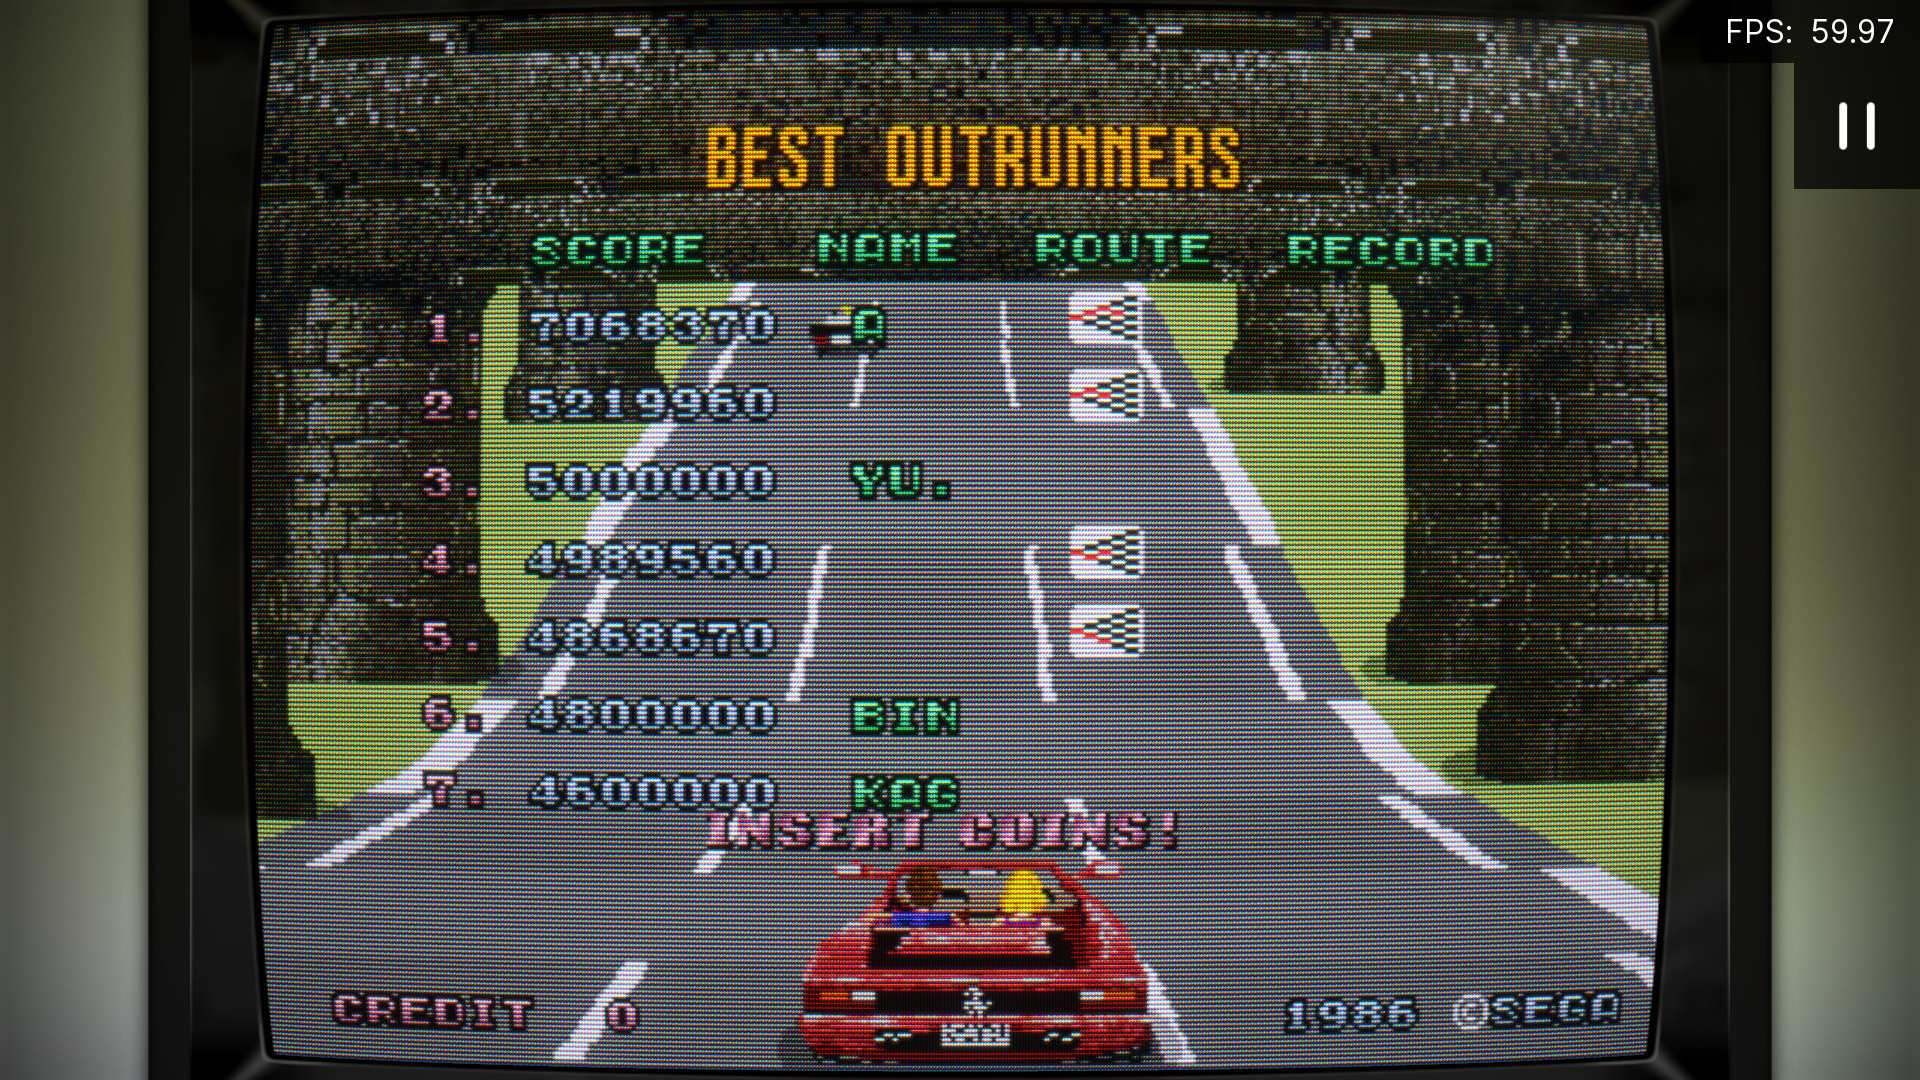 FPS: 59.97
BEST OUTRUNNERS
SCORE NAME ROUTE RECORD
1. 7068370 A
2. 5219960
3. 5000000 YU.
4. 4989560
5. 4868670
6. 4800000 BIN
7. 4600000 KAG
INSERT COINS!
CREDIT 0
1986 ©SEGA